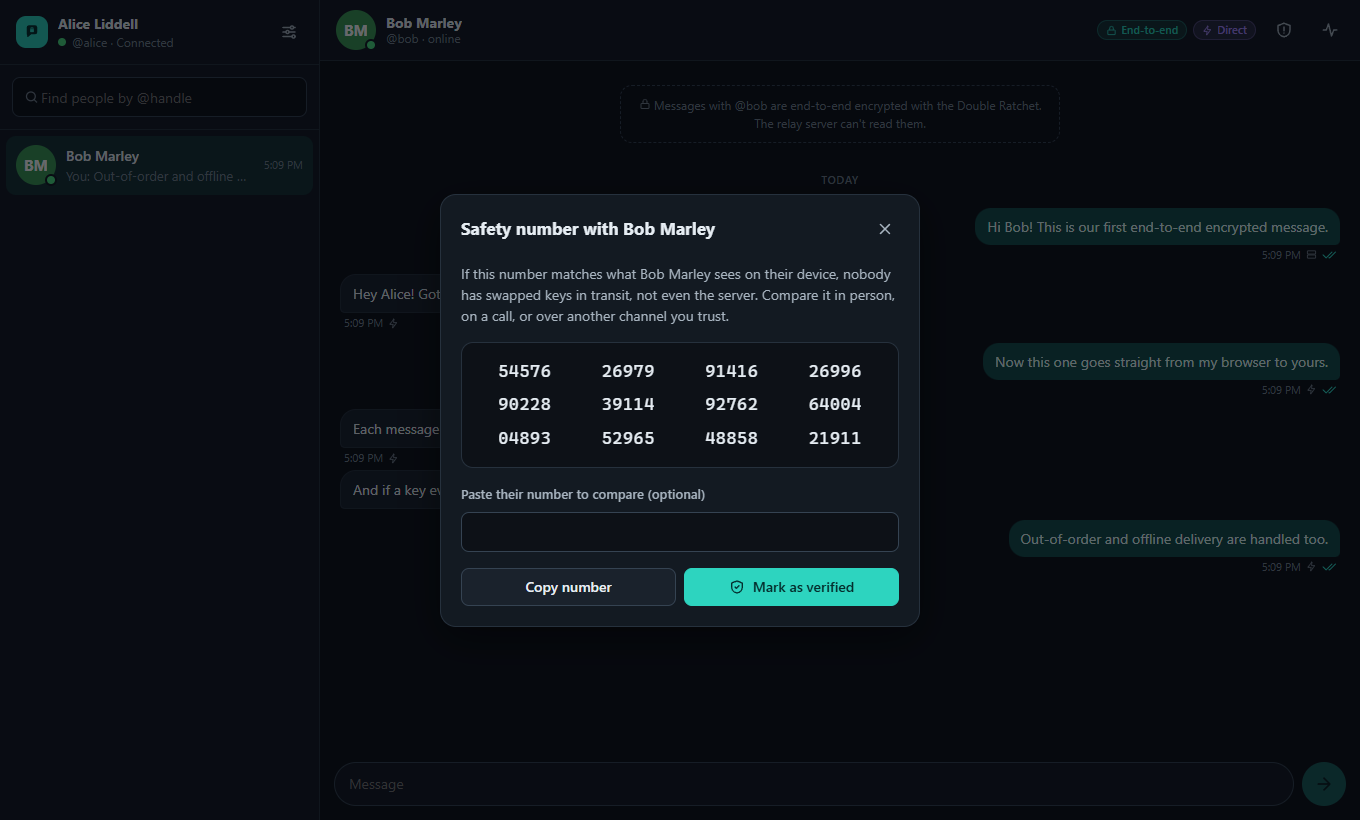 Alice Liddell
@alice · Connected
Find people by @handle
BM
Bob Marley
5:09 PM
You: Out-of-order and offline ...
BM
Bob Marley
@bob · online
End-to-end
Direct
Messages with @bob are end-to-end encrypted with the Double Ratchet.
The relay server can't read them.
TODAY
Hi Bob! This is our first end-to-end encrypted message.
5:09 PM
Hey Alice! Got
5:09 PM
Now this one goes straight from my browser to yours.
5:09 PM
Each message
5:09 PM
And if a key
Out-of-order and offline delivery are handled too.
5:09 PM
Safety number with Bob Marley
If this number matches what Bob Marley sees on their device, nobody
has swapped keys in transit, not even the server. Compare it in person,
on a call, or over another channel you trust.
54576 26979 91416 26996
90228 39114 92762 64004
04893 52965 48858 21911
Paste their number to compare (optional)
Copy number
Mark as verified
Message